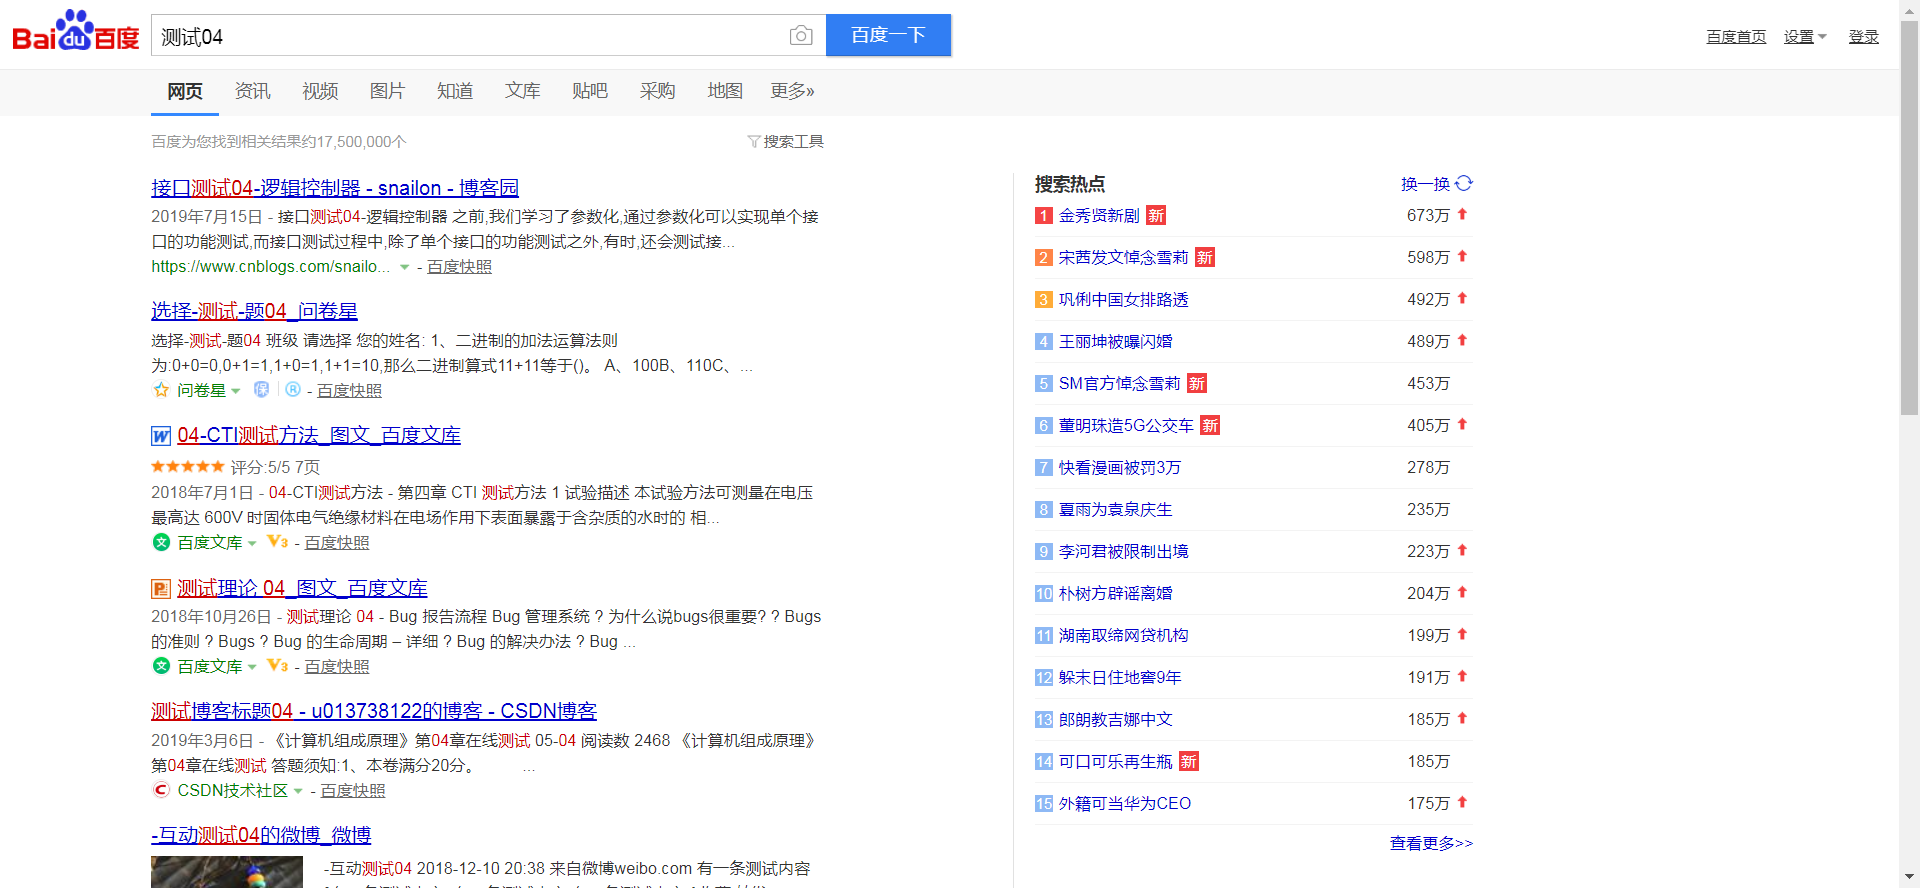 Bai du 百度
测试04
百度一下
百度首页 设置 登录
网页 资讯 视频 图片 知道 文库 贴吧 采购 地图 更多»
百度为您找到相关结果约17,500,000个
搜索工具
接口测试04-逻辑控制器 - snailon - 博客园
2019年7月15日 - 接口测试04-逻辑控制器 之前,我们学习了参数化,通过参数化可以实现单个接
口的功能测试,而接口测试过程中,除了单个接口的功能测试之外,有时,还会测试接...
https://www.cnblogs.com/snailo... - 百度快照
选择-测试-题04_问卷星
选择-测试-题04 班级 请选择 您的姓名: 1、二进制的加法运算法则
为:0+0=0,0+1=1,1+0=1,1+1=10,那么二进制算式11+11等于()。 A、100B、110C、...
问卷星 保 ® - 百度快照
W 04-CTI测试方法_图文_百度文库
评分:5/5 7页
2018年7月1日 - 04-CTI测试方法 - 第四章 CTI 测试方法 1 试验描述 本试验方法可测量在电压
最高达 600V 时固体电气绝缘材料在电场作用下表面暴露于含杂质的水时的 相...
文 百度文库 V3 - 百度快照
P 测试理论 04_图文_百度文库
2018年10月26日 - 测试理论 04 - Bug 报告流程 Bug 管理系统 ? 为什么说bugs很重要? ? Bugs
的准则 ? Bugs ? Bug 的生命周期 – 详细 ? Bug 的解决办法 ? Bug ...
文 百度文库 V3 - 百度快照
测试博客标题04 - u013738122的博客 - CSDN博客
2019年3月6日 - 《计算机组成原理》第04章在线测试 05-04 阅读数 2468 《计算机组成原理》
第04章在线测试 答题须知:1、本卷满分20分。 ...
C CSDN技术社区 - 百度快照
-互动测试04的微博_微博
-互动测试04 2018-12-10 20:38 来自微博weibo.com 有一条测试内容
搜索热点 换一换
1 金秀贤新剧 新 673万
2 宋茜发文悼念雪莉 新 598万
3 巩俐中国女排路透 492万
4 王丽坤被曝闪婚 489万
5 SM官方悼念雪莉 新 453万
6 董明珠造5G公交车 新 405万
7 快看漫画被罚3万 278万
8 夏雨为袁泉庆生 235万
9 李河君被限制出境 223万
10 朴树方辟谣离婚 204万
11 湖南取缔网贷机构 199万
12 躲末日住地窖9年 191万
13 郎朗教吉娜中文 185万
14 可口可乐再生瓶 新 185万
15 外籍可当华为CEO 175万
查看更多>>